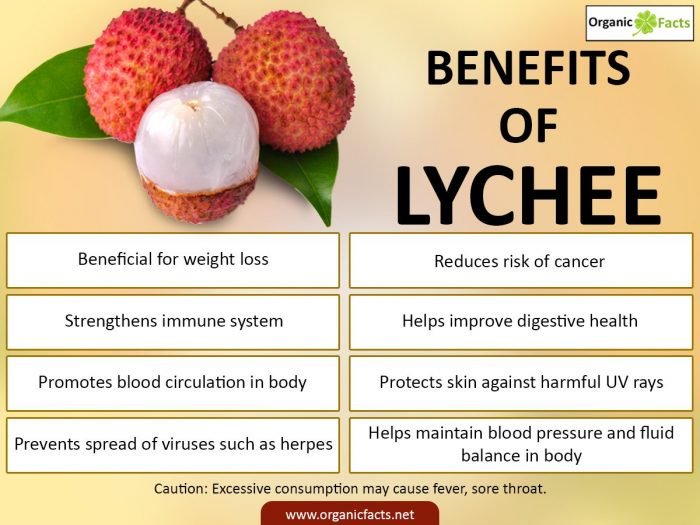 Organic Facts
BENEFITS
OF
LYCHEE
Beneficial for weight loss
Reduces risk of cancer
Strengthens immune system
Helps improve digestive health
Promotes blood circulation in body
Protects skin against harmful UV rays
Prevents spread of viruses such as herpes
Helps maintain blood pressure and fluid
balance in body
Caution: Excessive consumption may cause fever, sore throat.
www.organicfacts.net